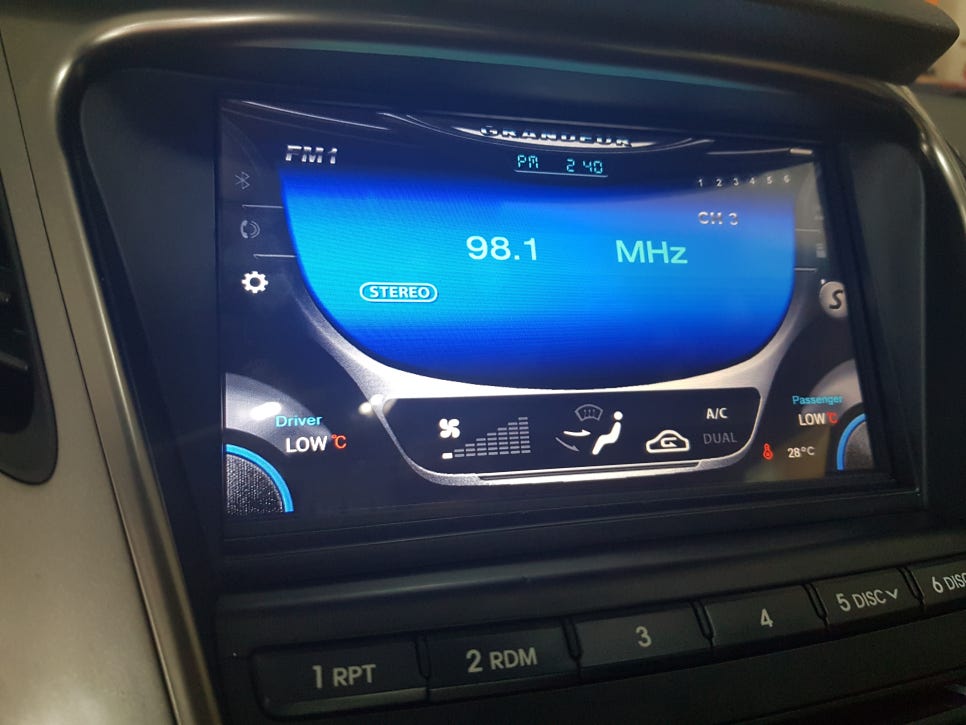 GRANDEUR
FM1
PM 2:40
1 2 3 4 5 6
CH 3
98.1 MHz
STEREO
S
Driver
LOW°C
A/C
DUAL
Passenger
LOW°C
28°C
1 RPT
2 RDM
3
4
5 DISC
6 DISC